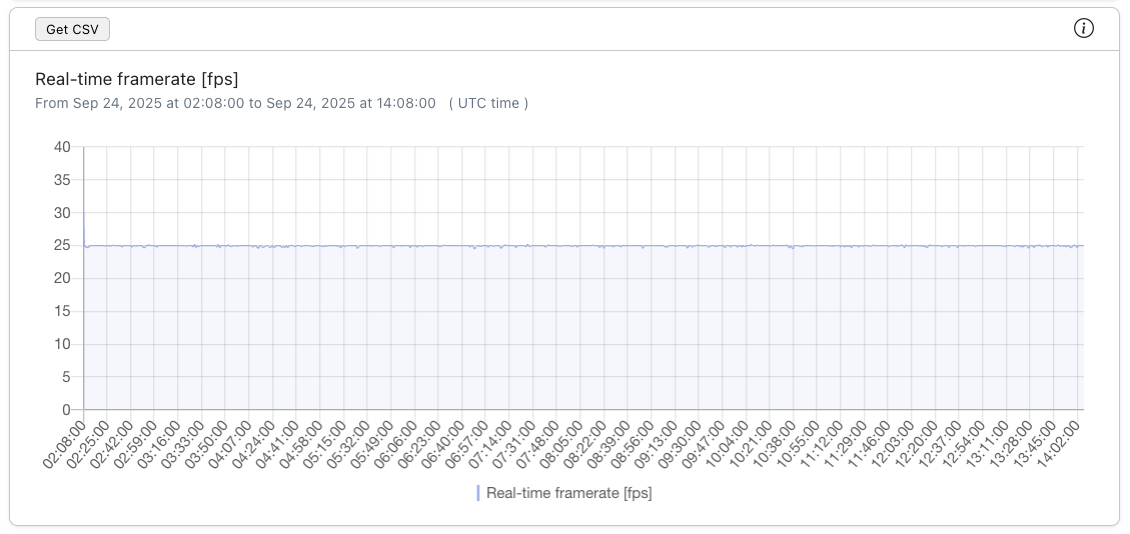 Get CSV
Real-time framerate [fps]
From Sep 24, 2025 at 02:08:00 to Sep 24, 2025 at 14:08:00 ( UTC time )
40
35
30
25
20
15
10
5
0
02:08:00 02:25:00 02:42:00 02:59:00 03:16:00 03:33:00 03:50:00 04:07:00 04:24:00 04:41:00 04:58:00 05:15:00 05:32:00 05:49:00 06:06:00 06:23:00 06:40:00 06:57:00 07:14:00 07:31:00 07:48:00 08:05:00 08:22:00 08:39:00 08:56:00 09:13:00 09:30:00 09:47:00 10:04:00 10:21:00 10:38:00 10:55:00 11:12:00 11:29:00 11:46:00 12:03:00 12:20:00 12:37:00 12:54:00 13:11:00 13:28:00 13:45:00 14:02:00
Real-time framerate [fps]